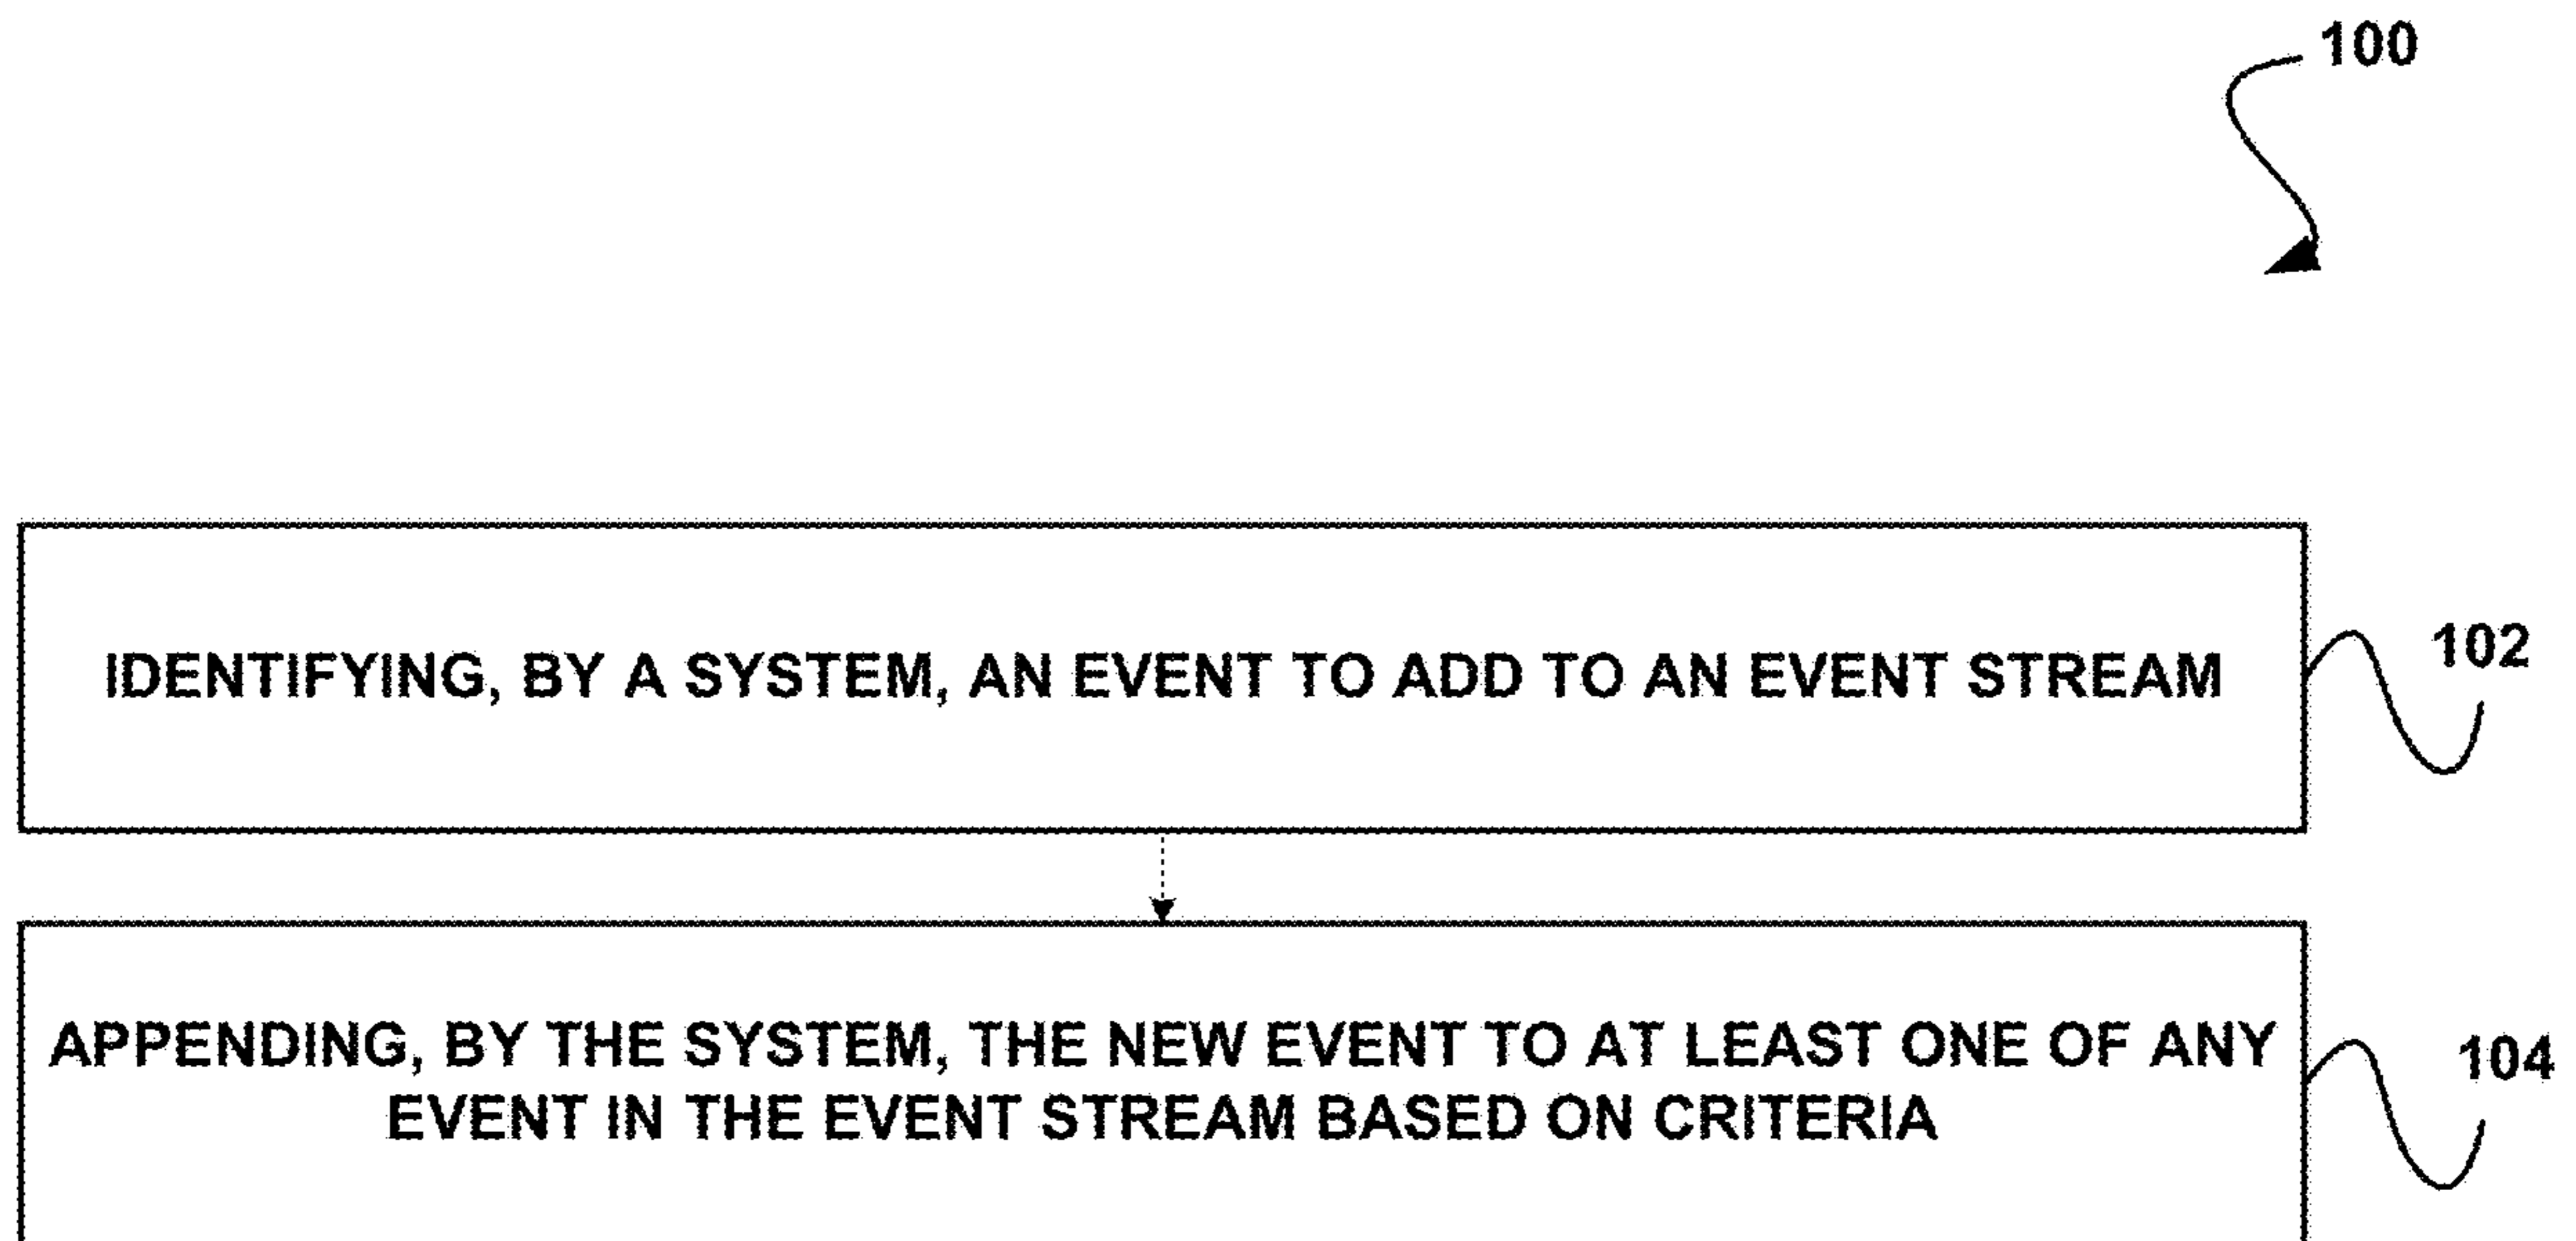 100
IDENTIFYING, BY A SYSTEM, AN EVENT TO ADD TO AN EVENT STREAM
102
APPENDING, BY THE SYSTEM, THE NEW EVENT TO AT LEAST ONE OF ANY
EVENT IN THE EVENT STREAM BASED ON CRITERIA
104